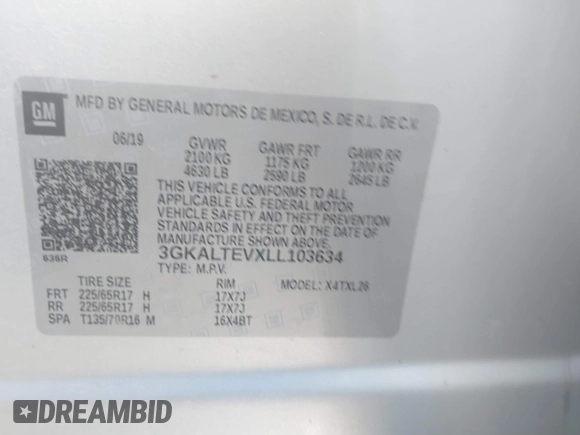 GM
MFD BY GENERAL MOTORS DE MEXICO, S. DE R.L. DE C.V.
06/19 GVWR GAWR FRT GAWR RR
2100 KG 1175 KG 1200 KG
4630 LB 2590 LB 2645 LB
THIS VEHICLE CONFORMS TO ALL
APPLICABLE U.S. FEDERAL MOTOR
VEHICLE SAFETY AND THEFT PREVENTION
STANDARDS IN EFFECT ON THE DATE OF
MANUFACTURE SHOWN ABOVE.
3GKALTEVXLL103634
636R
TYPE: M.P.V. MODEL: X4TXL26
TIRE SIZE RIM
FRT 225/65R17 H 17X7J
RR 225/65R17 H 17X7J
SPA T135/70R16 M 16X4BT
DREAMBID